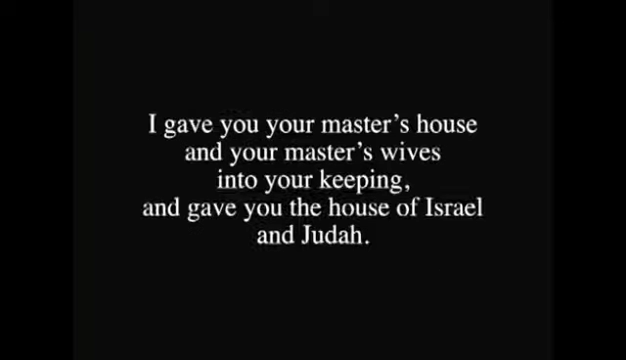 I gave you your master's house
and your master's wives
into your keeping,
and gave you the house of Israel
and Judah.